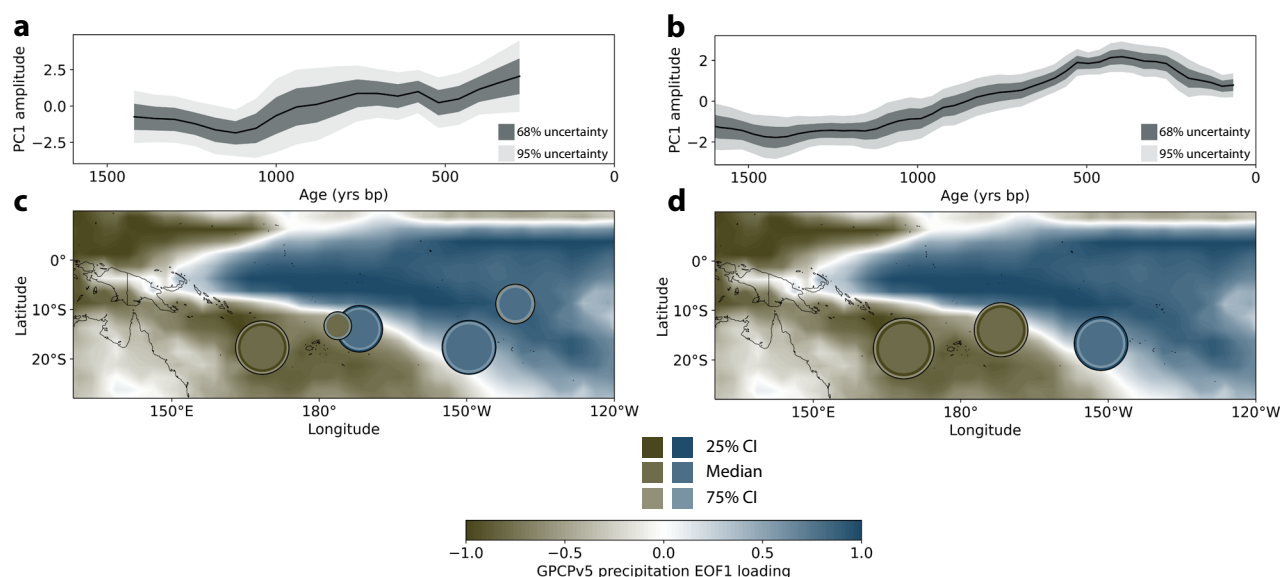 a
PC1 amplitude
2.5
0.0
−2.5
68% uncertainty
95% uncertainty
1500
1000
500
0
Age (yrs bp)
b
PC1 amplitude
2
0
−2
68% uncertainty
95% uncertainty
1500
1000
500
0
Age (yrs bp)
c
Latitude
0°
10°S
20°S
150°E
180°
150°W
120°W
Longitude
d
Latitude
0°
10°S
20°S
150°E
180°
150°W
120°W
Longitude
25% CI
Median
75% CI
−1.0
−0.5
0.0
0.5
1.0
GPCPv5 precipitation EOF1 loading